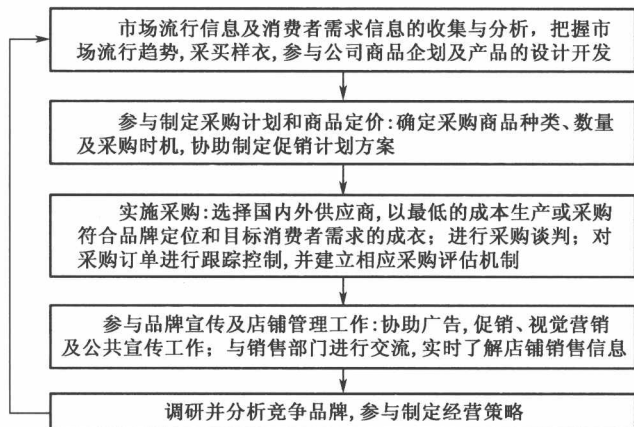 市场流行信息及消费者需求信息的收集与分析，把握市
场流行趋势,采买样衣,参与公司商品企划及产品的设计开发
参与制定采购计划和商品定价:确定采购商品种类、数量
及采购时机,协助制定促销计划方案
实施采购:选择国内外供应商,以最低的成本生产或采购
符合品牌定位和目标消费者需求的成衣；进行采购谈判；对
采购订单进行跟踪控制,并建立相应采购评估机制
参与品牌宣传及店铺管理工作:协助广告,促销、视觉营销
及公共宣传工作；与销售部门进行交流,实时了解店铺销售信息
调研并分析竞争品牌,参与制定经营策略